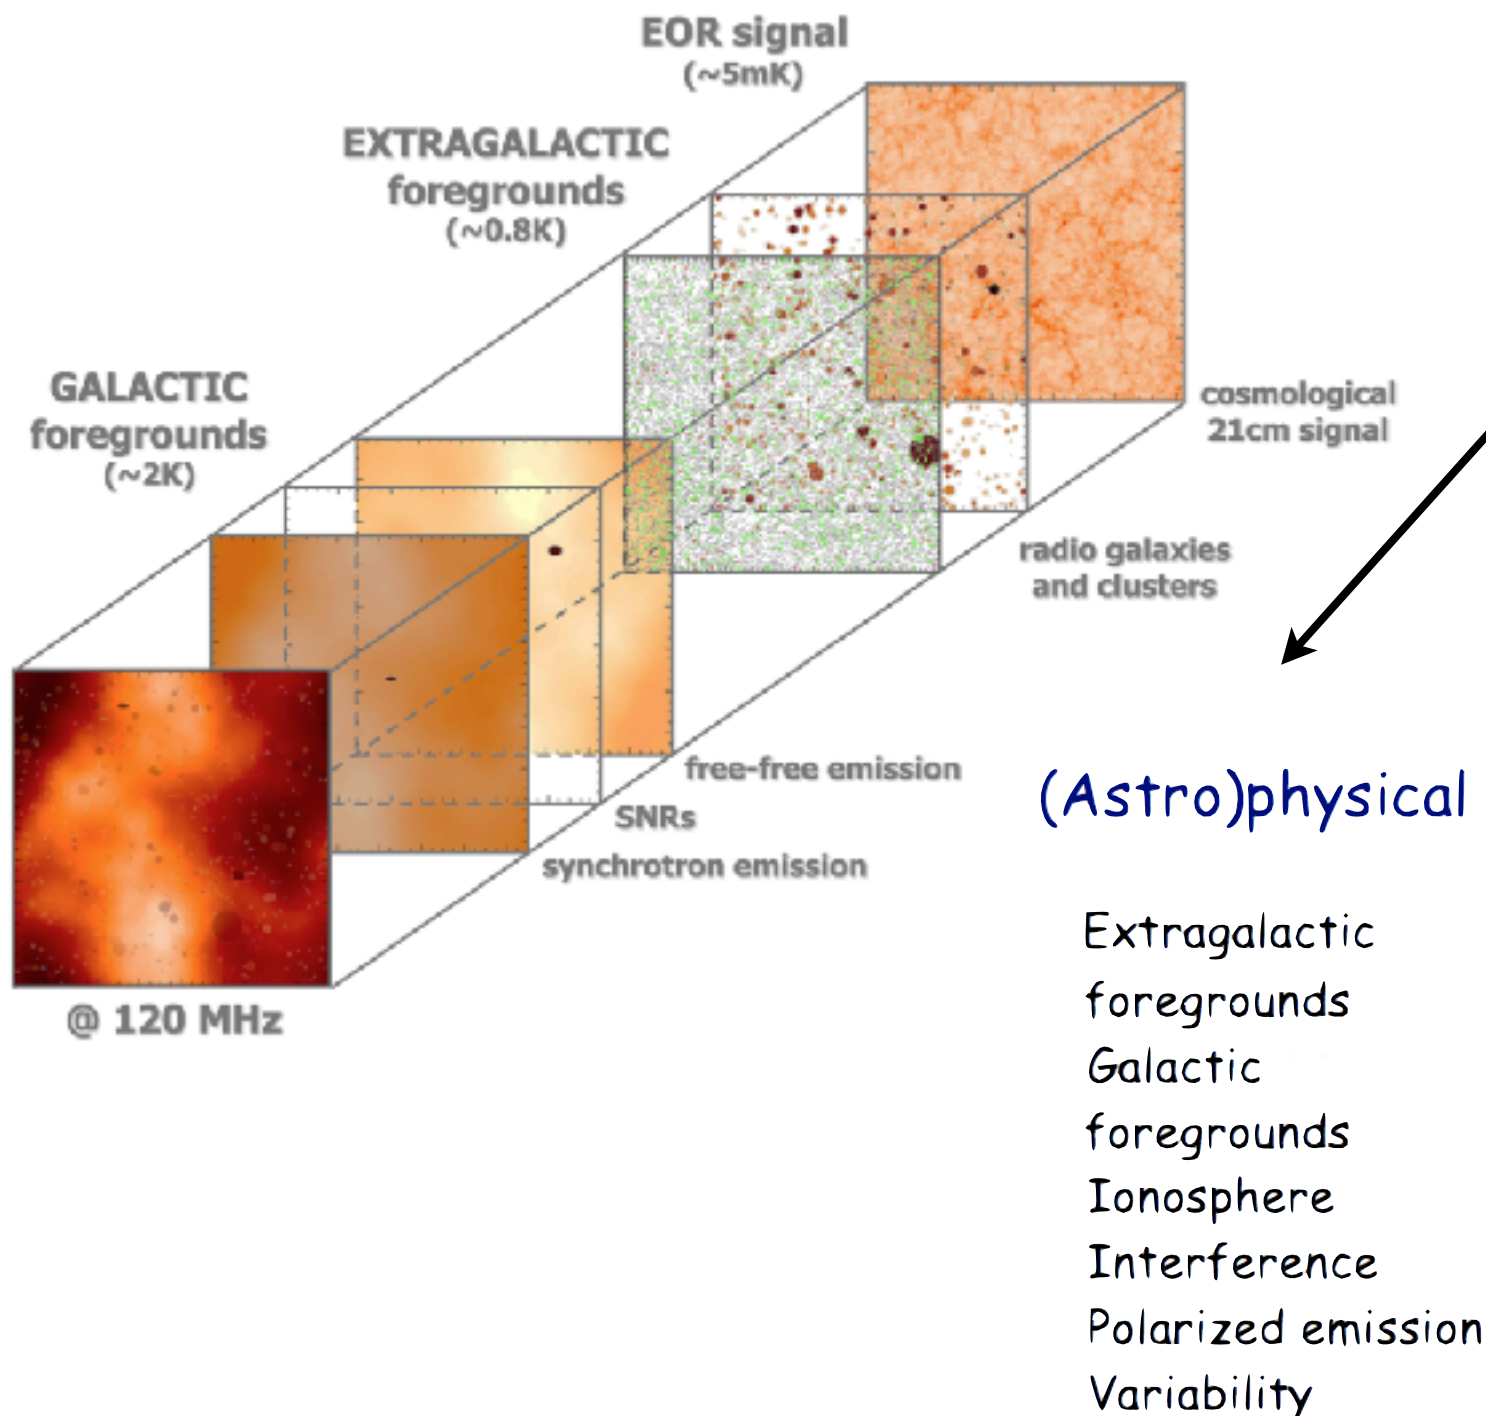 EOR signal
(~5mK)
EXTRAGALACTIC
foregrounds
(~0.8K)
GALACTIC
foregrounds
(~2K)
cosmological
21cm signal
radio galaxies
and clusters
free-free emission
SNRs
synchrotron emission
@ 120 MHz
(Astro)physical
Extragalactic
foregrounds
Galactic
foregrounds
Ionosphere
Interference
Polarized emission
Variability